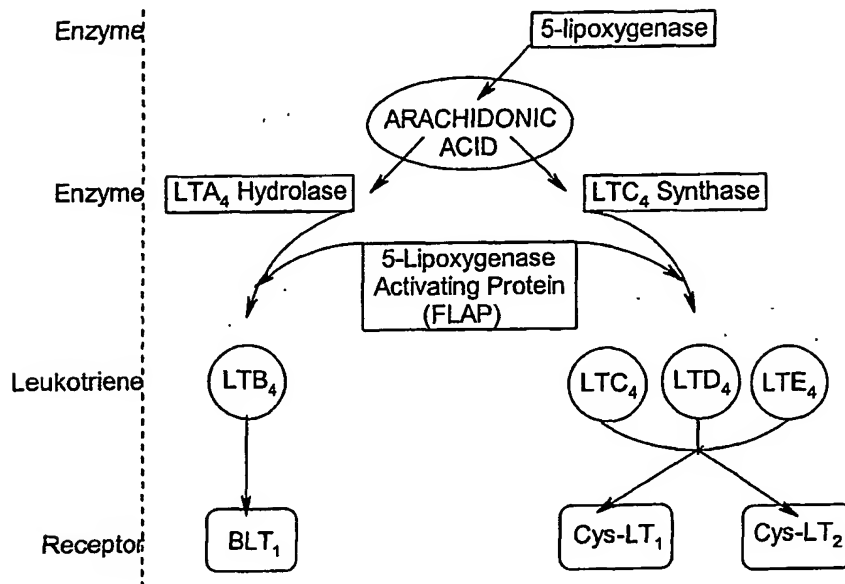 Enzyme
5-lipoxygenase
ARACHIDONIC
ACID
Enzyme
LTA₄ Hydrolase
LTC₄ Synthase
5-Lipoxygenase
Activating Protein
(FLAP)
Leukotriene
LTB₄
LTC₄
LTD₄
LTE₄
Receptor
BLT₁
Cys-LT₁
Cys-LT₂